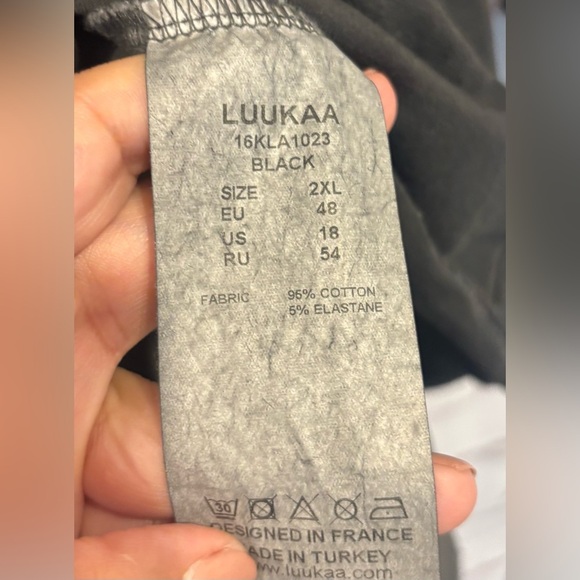 LUUKAA
16KLA1023
BLACK
SIZE 2XL
EU 48
US 18
RU 54
FABRIC 95% COTTON
5% ELASTANE
30
DESIGNED IN FRANCE
MADE IN TURKEY
www.luukaa.com